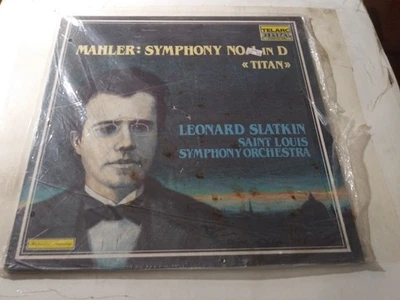 TELARC
MAHLER: SYMPHONY NO. IN D
«TITAN»
LEONARD SLATKIN
SAINT LOUIS
SYMPHONY ORCHESTRA